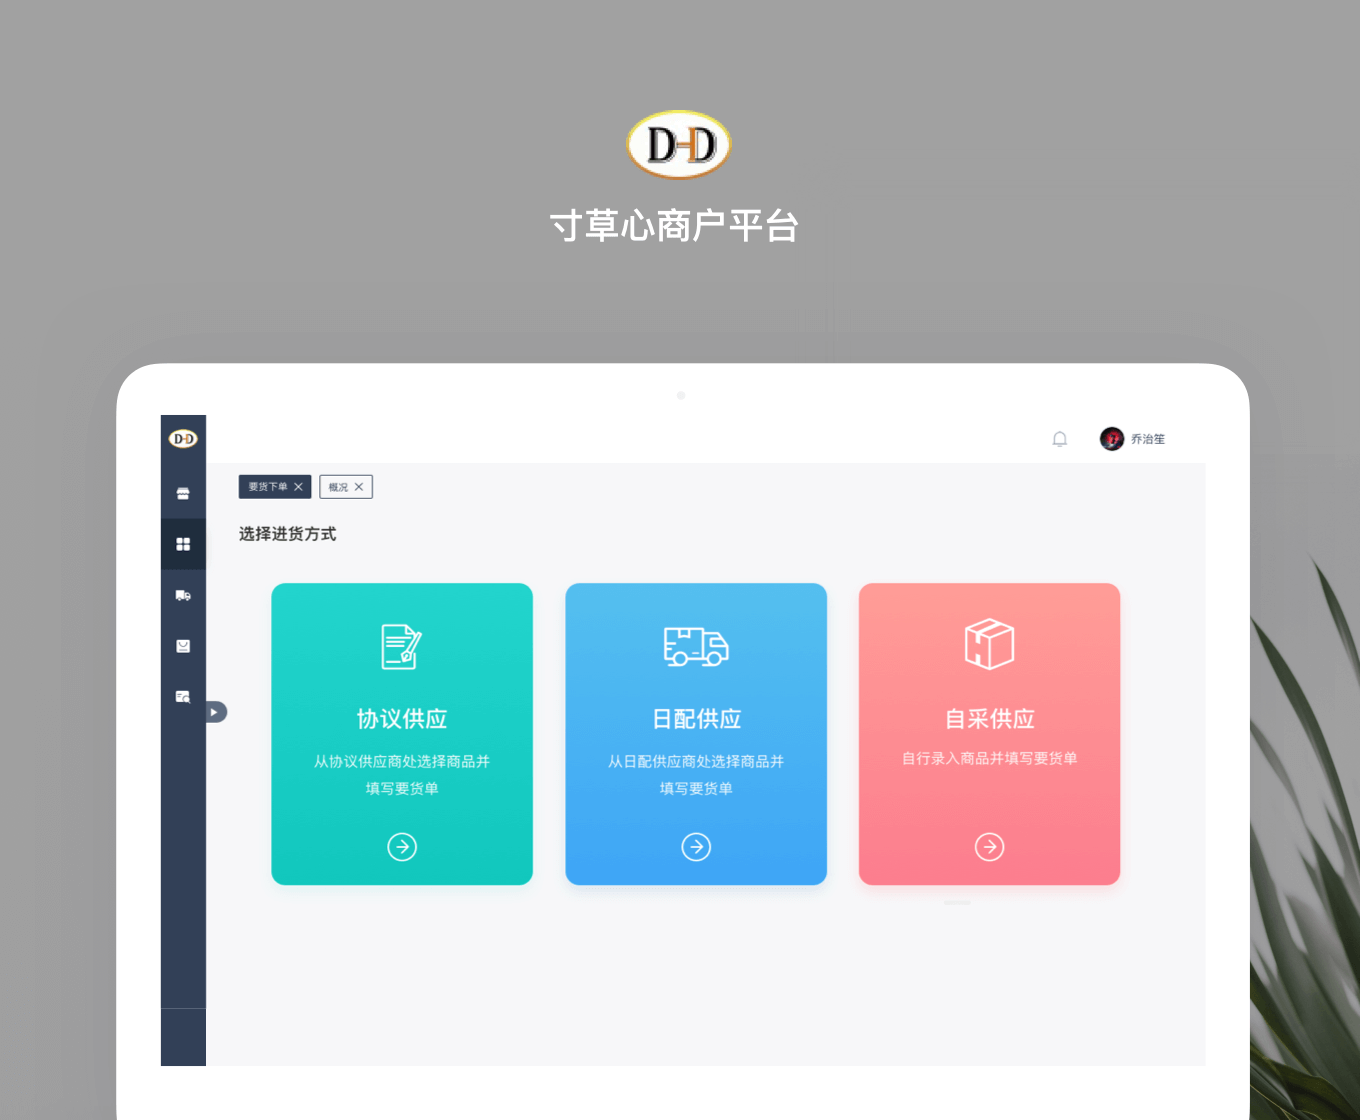 DHD
寸草心商户平台
DHD
乔治笙
要货下单
概况
选择进货方式
协议供应
从协议供应商处选择商品并
填写要货单
日配供应
从日配供应商处选择商品并
填写要货单
自采供应
自行录入商品并填写要货单